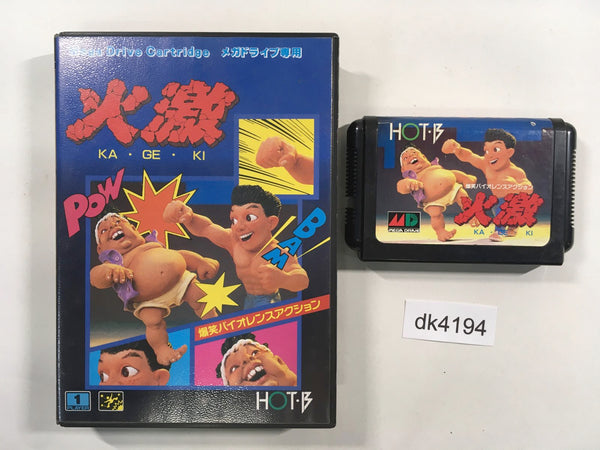 Mega Drive Cartridge メガドライブ専用
火激
KA・GE・KI
POW
BAM
爆笑バイオレンスアクション
1
PLAYER
HOT・B
HOT・B
爆笑バイオレンスアクション
火激
KA・GE・KI
MD
MEGA DRIVE
dk4194